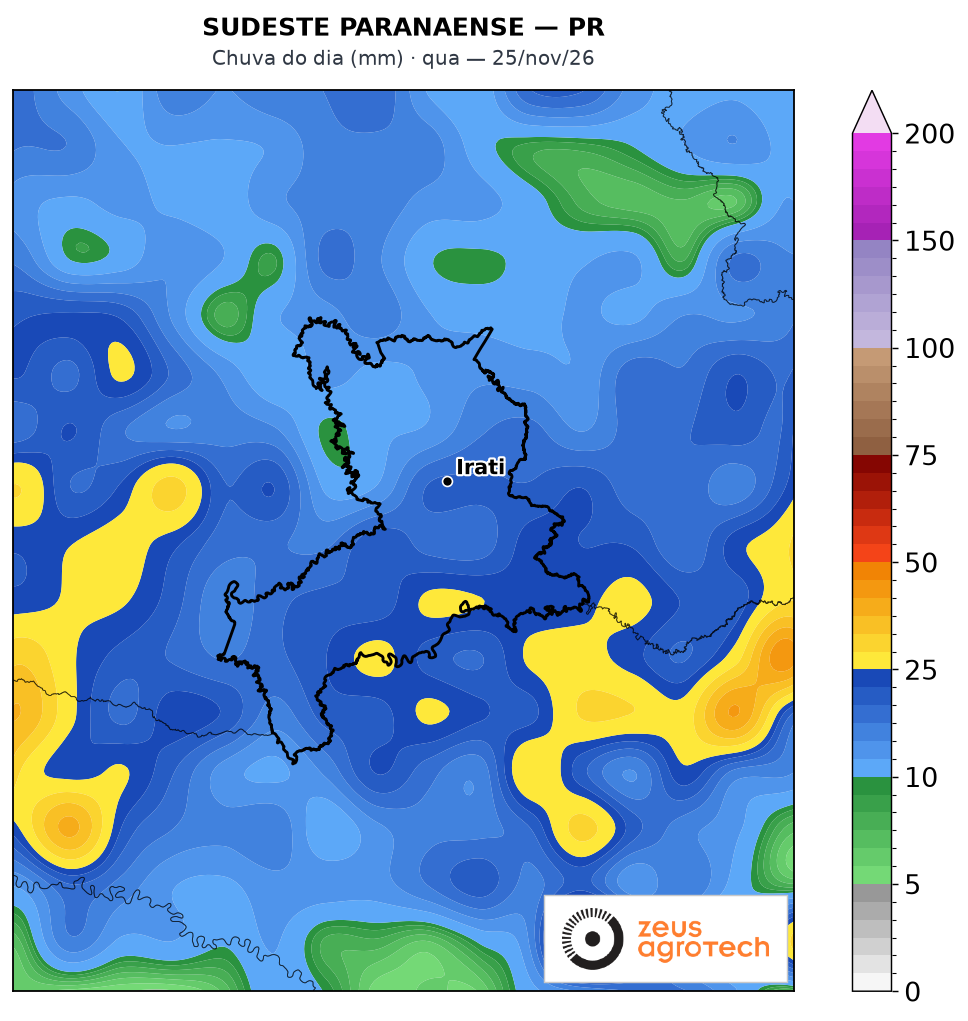 SUDESTE PARANAENSE — PR
Chuva do dia (mm) · qua — 25/nov/26
200
150
100
75
50
25
10
5
0
Irati
zeus
agrotech